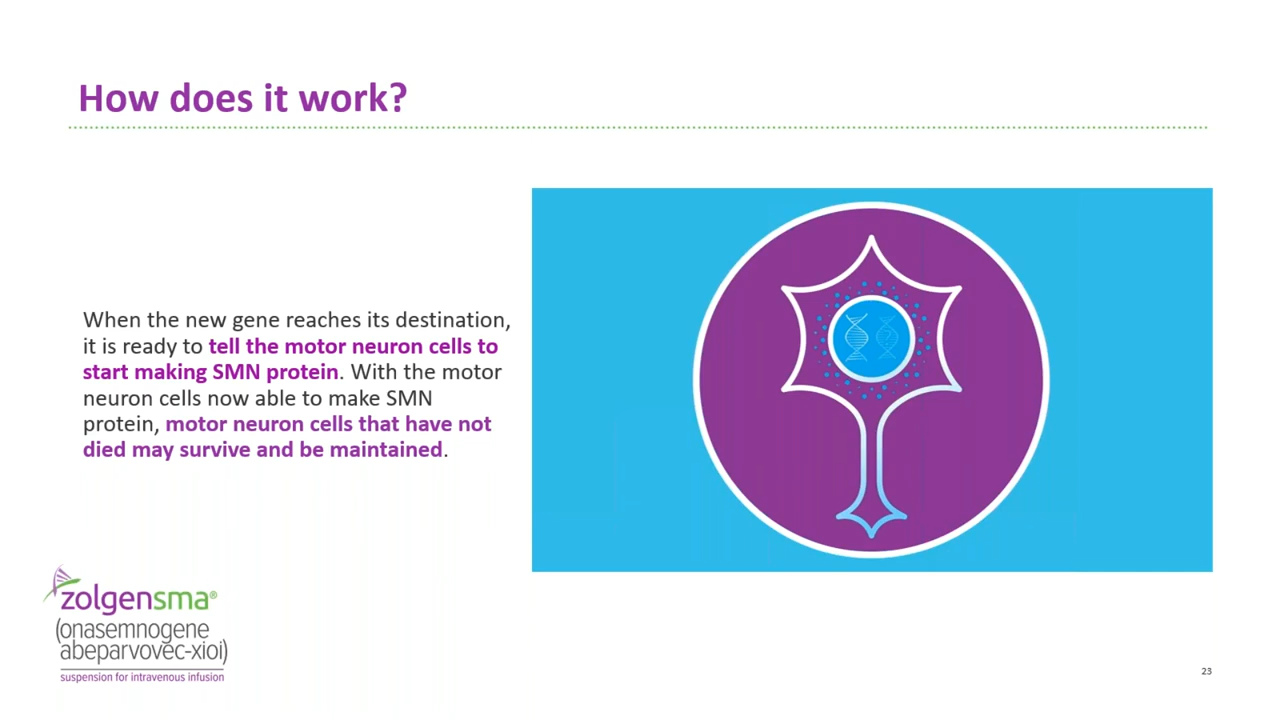 How does it work?
When the new gene reaches its destination,
it is ready to tell the motor neuron cells to
start making SMN protein. With the motor
neuron cells now able to make SMN
protein, motor neuron cells that have not
died may survive and be maintained.
?
zolgensma®
(onasemnogene
abeparvovec-xioi)
suspension for intravenous infusion
23